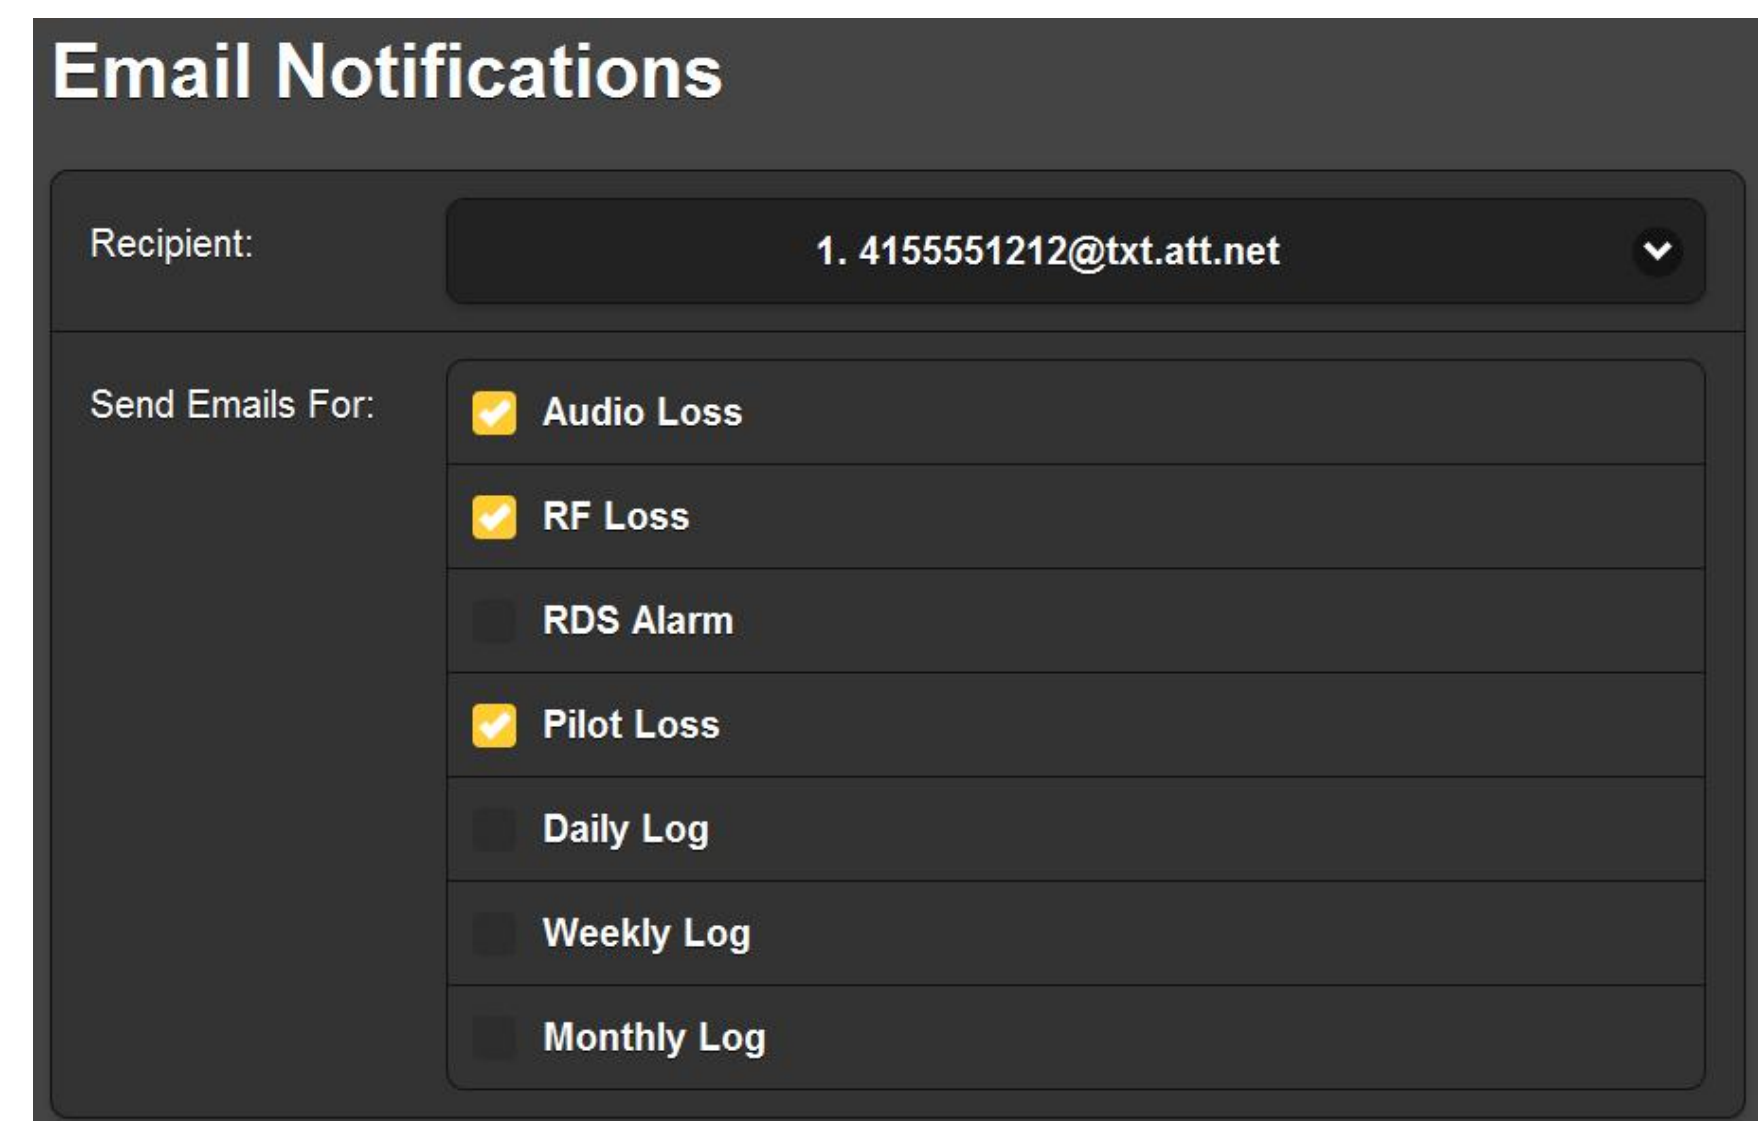 Email Notifications
Recipient:
1. 4155551212@txt.att.net
Send Emails For:
Audio Loss
RF Loss
RDS Alarm
Pilot Loss
Daily Log
Weekly Log
Monthly Log